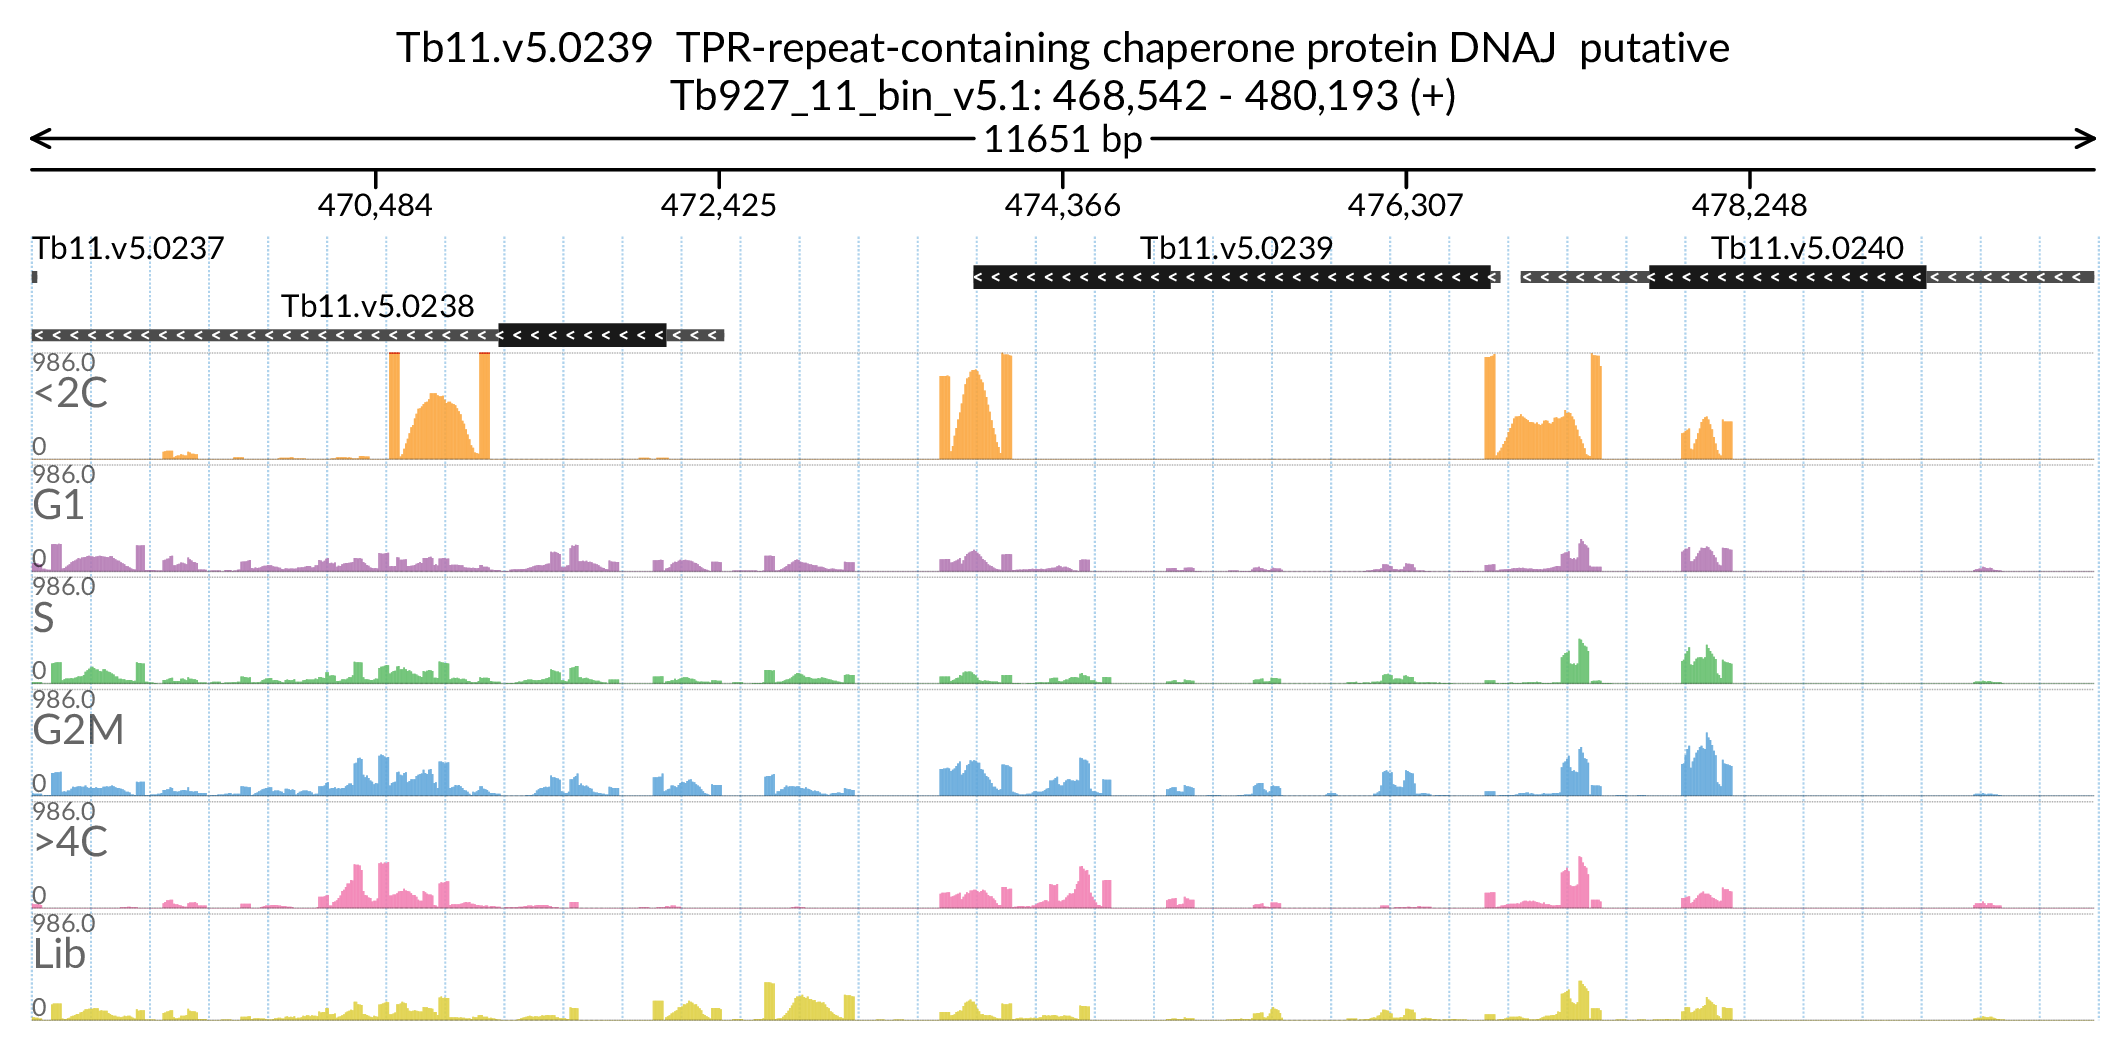 Tb11.v5.0239 TPR-repeat-containing chaperone protein DNAJ putative
Tb927_11_bin_v5.1: 468,542 - 480,193 (+)
11651 bp
470,484 472,425 474,366 476,307 478,248
Tb11.v5.0237 Tb11.v5.0239 Tb11.v5.0240
Tb11.v5.0238
986.0
<2C
0
986.0
G1
0
986.0
S
0
986.0
G2M
0
986.0
>4C
0
986.0
Lib
0